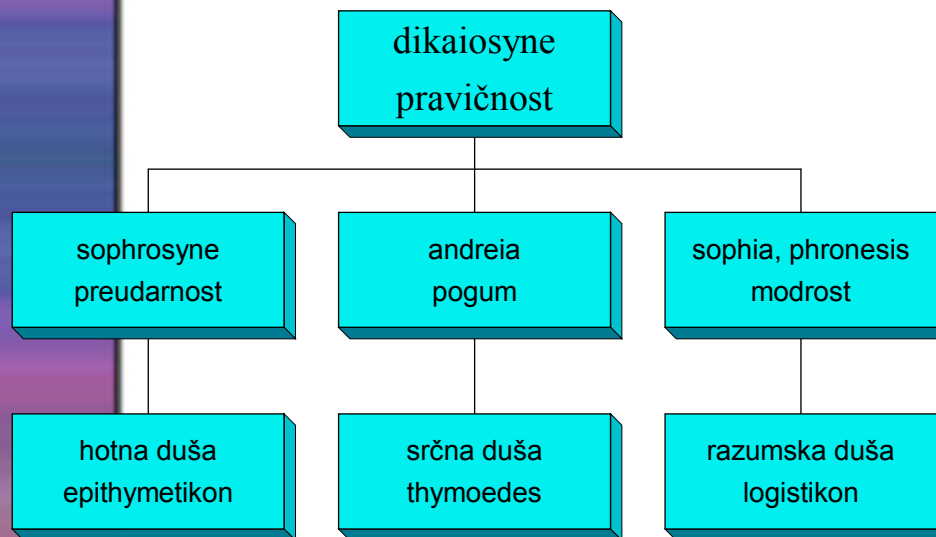 dikaiosyne
pravičnost
sophrosyne
preudarnost
andreia
pogum
sophia, phronesis
modrost
hotna duša
epithymetikon
srčna duša
thymoedes
razumska duša
logistikon